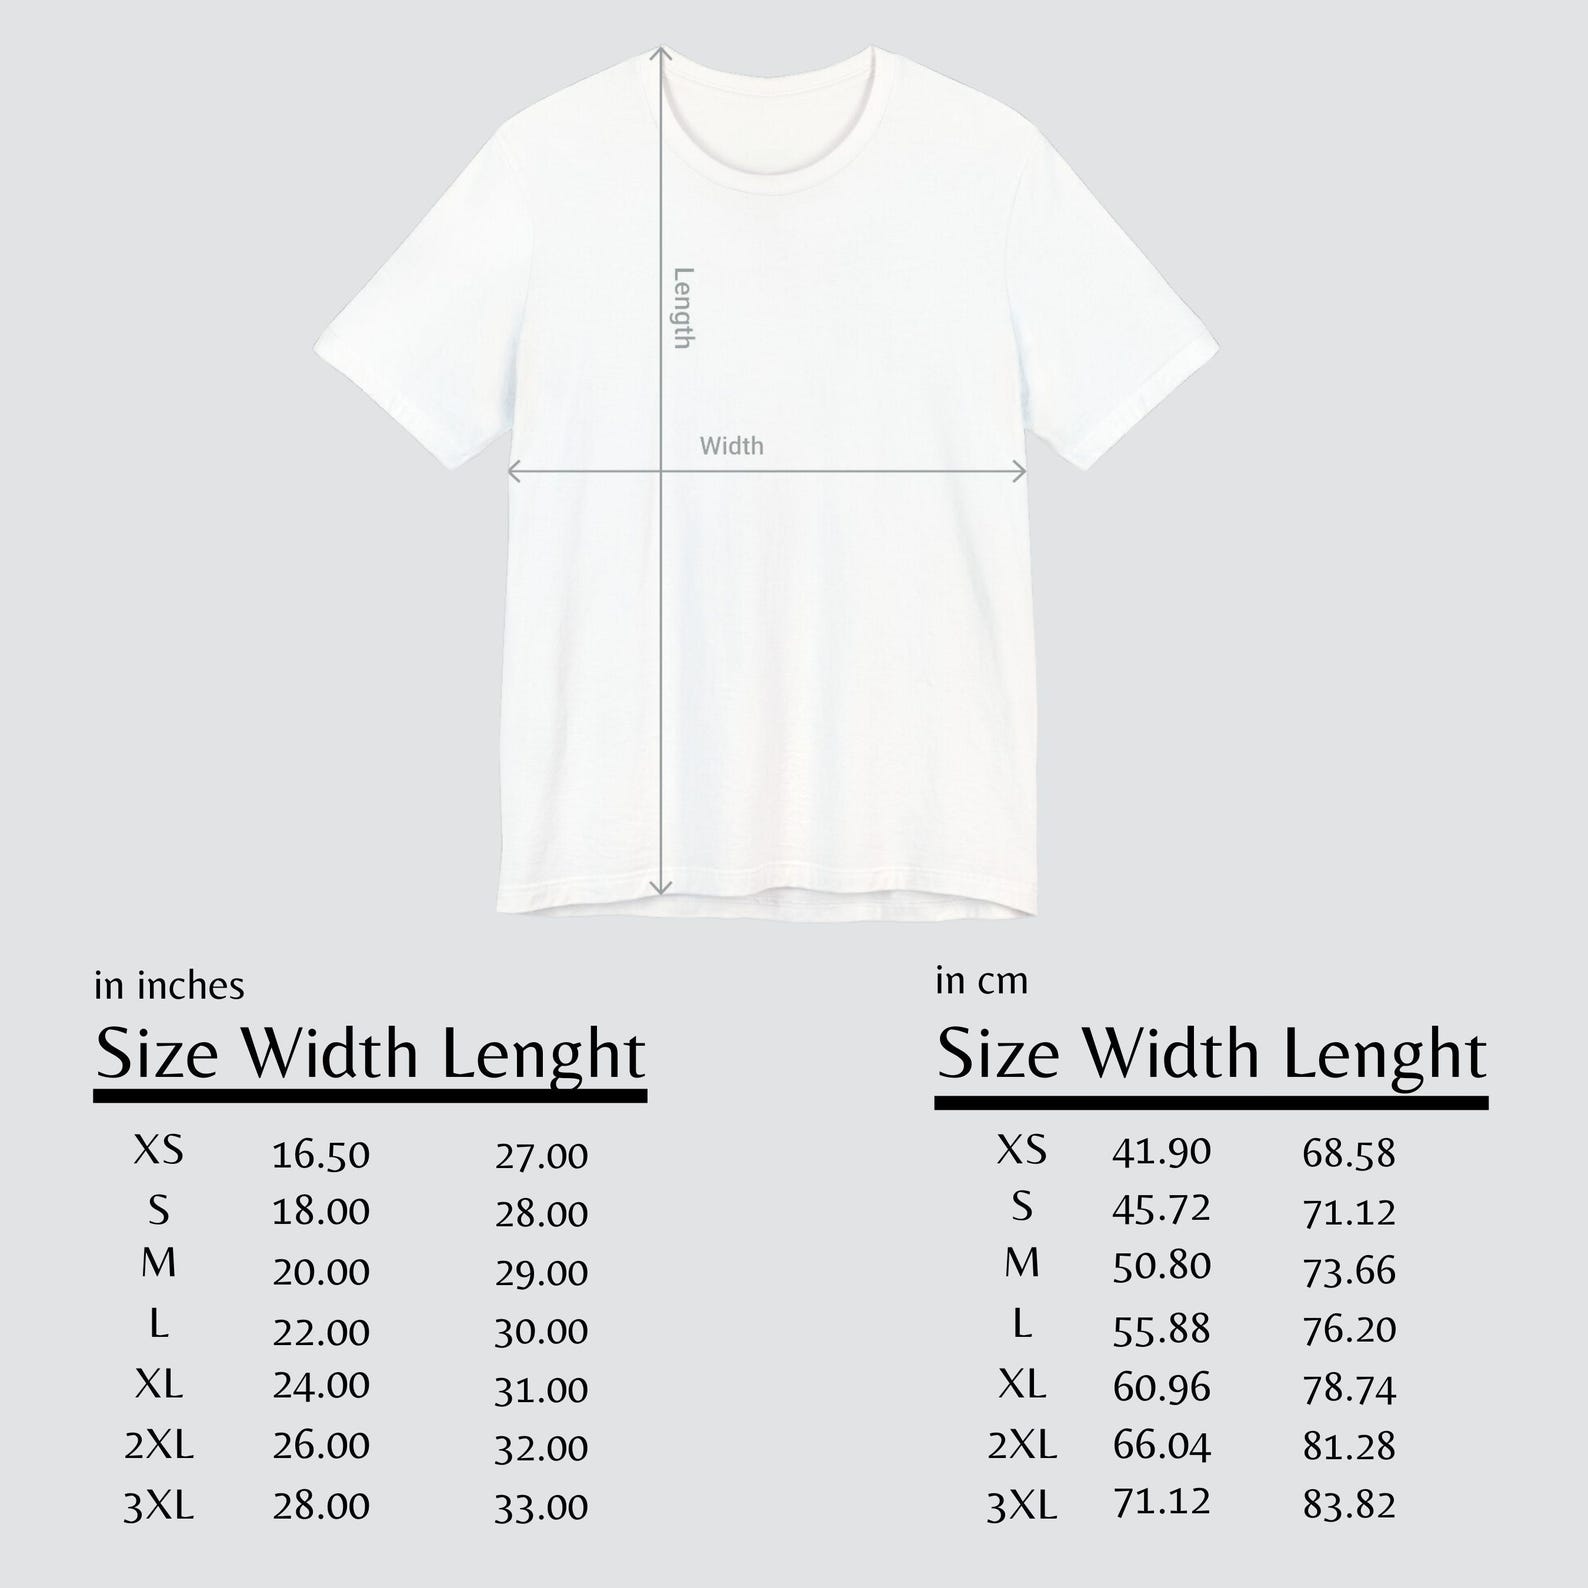 Length
Width
in inches
Size Width Lenght
XS 16.50 27.00
S 18.00 28.00
M 20.00 29.00
L 22.00 30.00
XL 24.00 31.00
2XL 26.00 32.00
3XL 28.00 33.00
in cm
Size Width Lenght
XS 41.90 68.58
S 45.72 71.12
M 50.80 73.66
L 55.88 76.20
XL 60.96 78.74
2XL 66.04 81.28
3XL 71.12 83.82